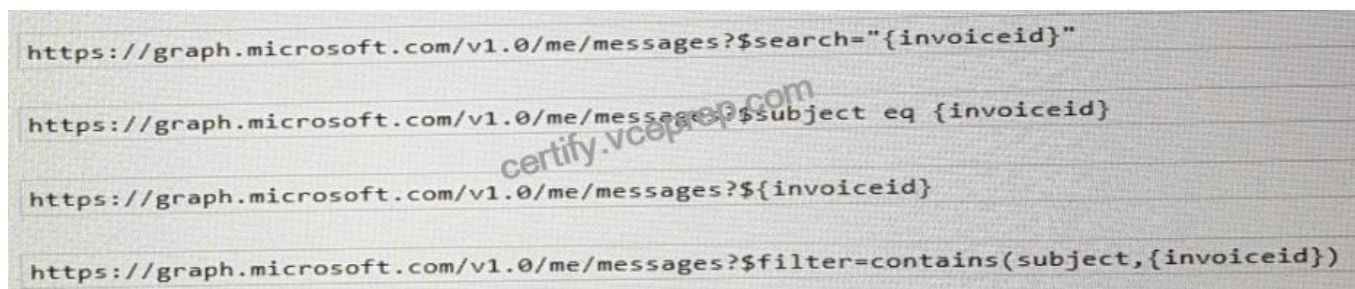 https://graph.microsoft.com/v1.0/me/messages?$search="{invoiceid}"
https://graph.microsoft.com/v1.0/me/messages?$subject eq {invoiceid}
certify.vceprep.com
https://graph.microsoft.com/v1.0/me/messages?${invoiceid}
https://graph.microsoft.com/v1.0/me/messages?$filter=contains(subject,{invoiceid})